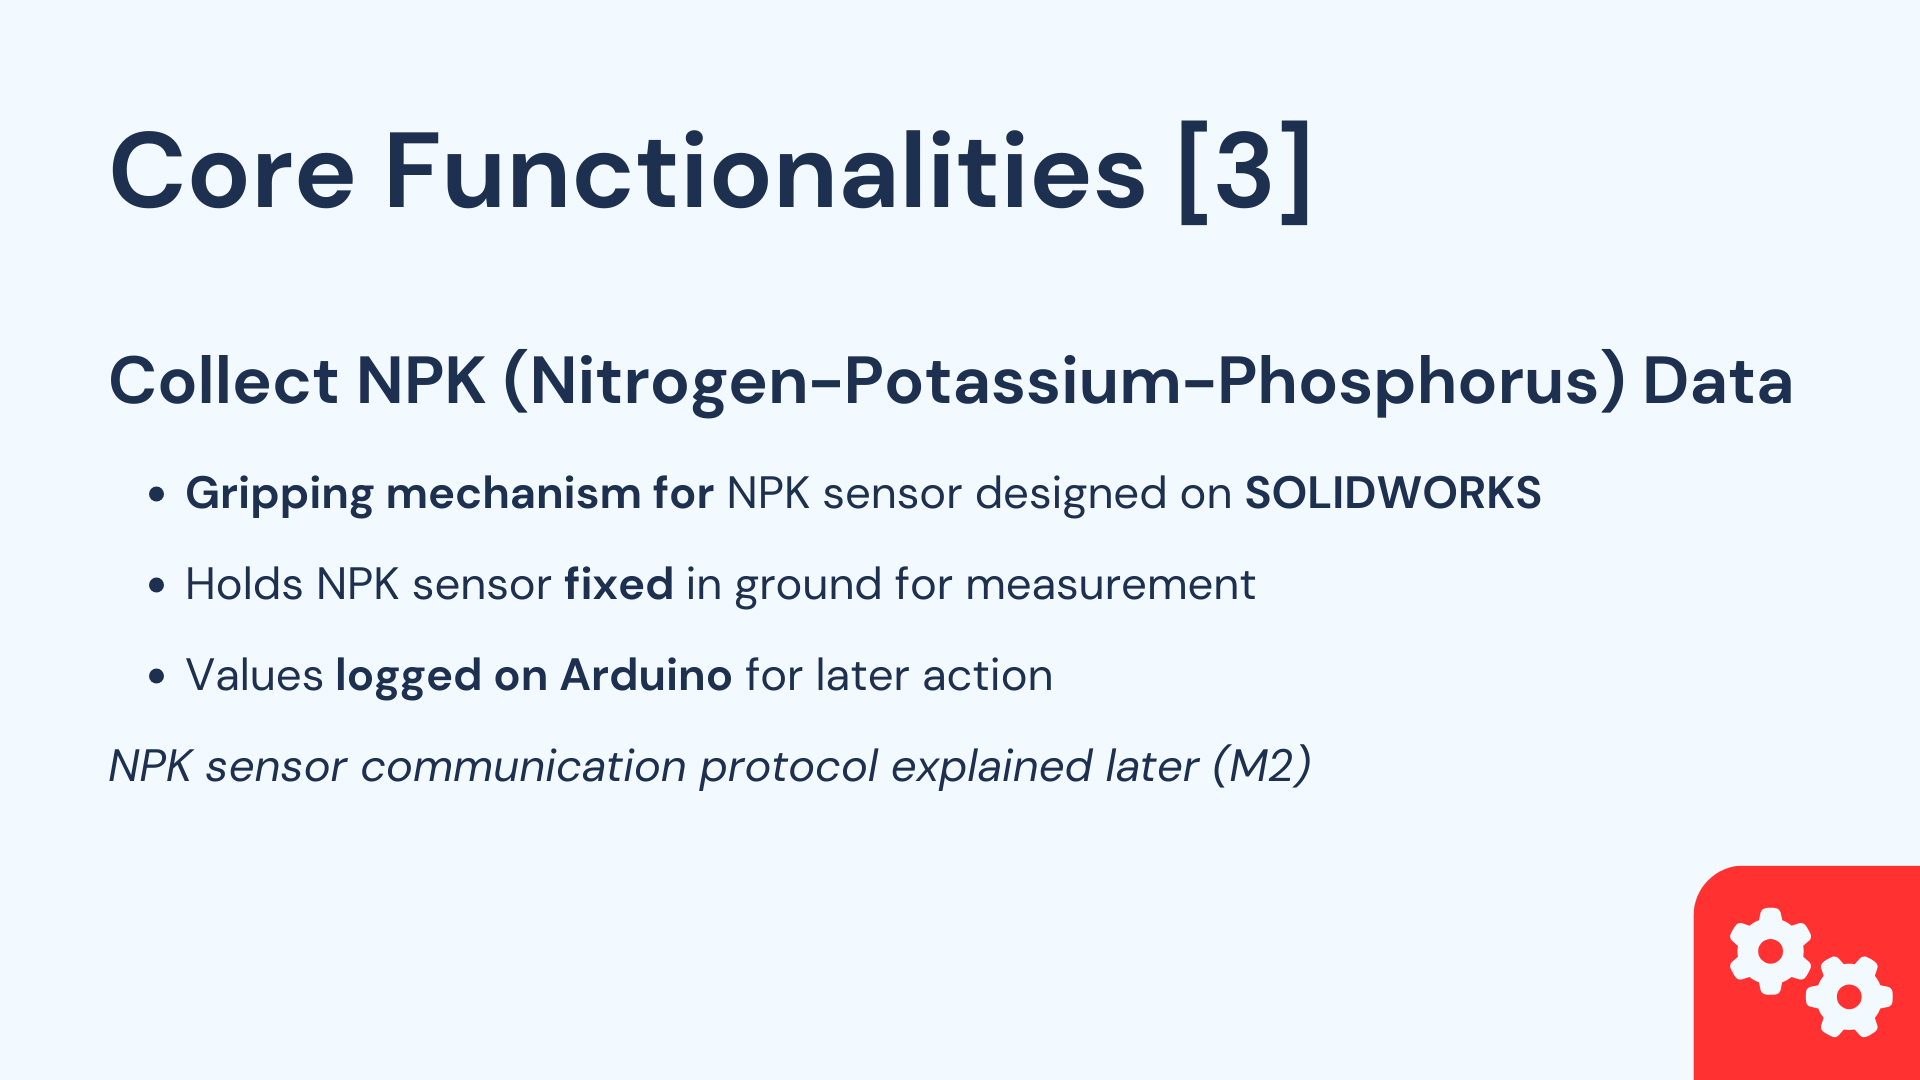 Core Functionalities [3]
Collect NPK (Nitrogen-Potassium-Phosphorus) Data
• Gripping mechanism for NPK sensor designed on SOLIDWORKS
• Holds NPK sensor fixed in ground for measurement
• Values logged on Arduino for later action
NPK sensor communication protocol explained later (M2)